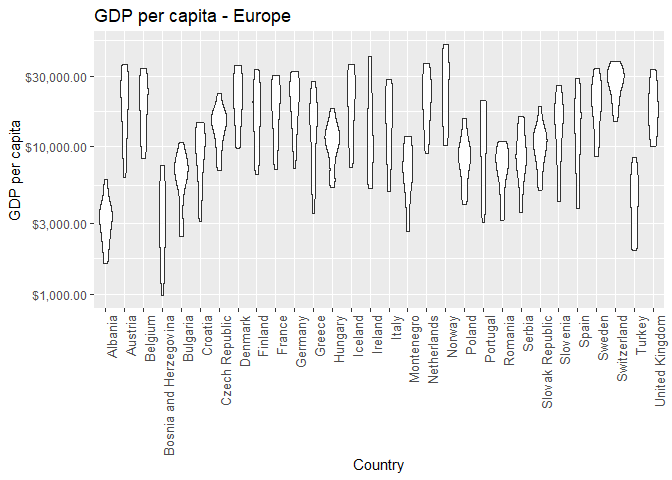 GDP per capita - Europe
GDP per capita
$30,000.00
$10,000.00
$3,000.00
$1,000.00
Albania
Austria
Belgium
Bosnia and Herzegovina
Bulgaria
Croatia
Czech Republic
Denmark
Finland
France
Germany
Greece
Hungary
Iceland
Ireland
Italy
Montenegro
Netherlands
Norway
Poland
Portugal
Romania
Serbia
Slovak Republic
Slovenia
Spain
Sweden
Switzerland
Turkey
United Kingdom
Country